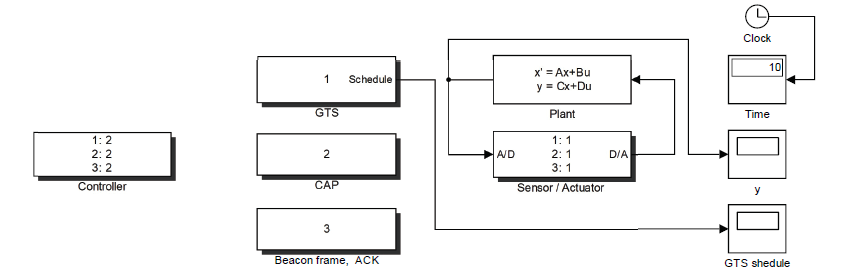 Clock
1 Schedule
GTS
x' = Ax+Bu
y = Cx+Du
Plant
10
Time
1: 2
2: 2
3: 2
Controller
2
CAP
A/D
1: 1
2: 1
3: 1
D/A
Sensor / Actuator
y
3
Beacon frame, ACK
GTS shedule